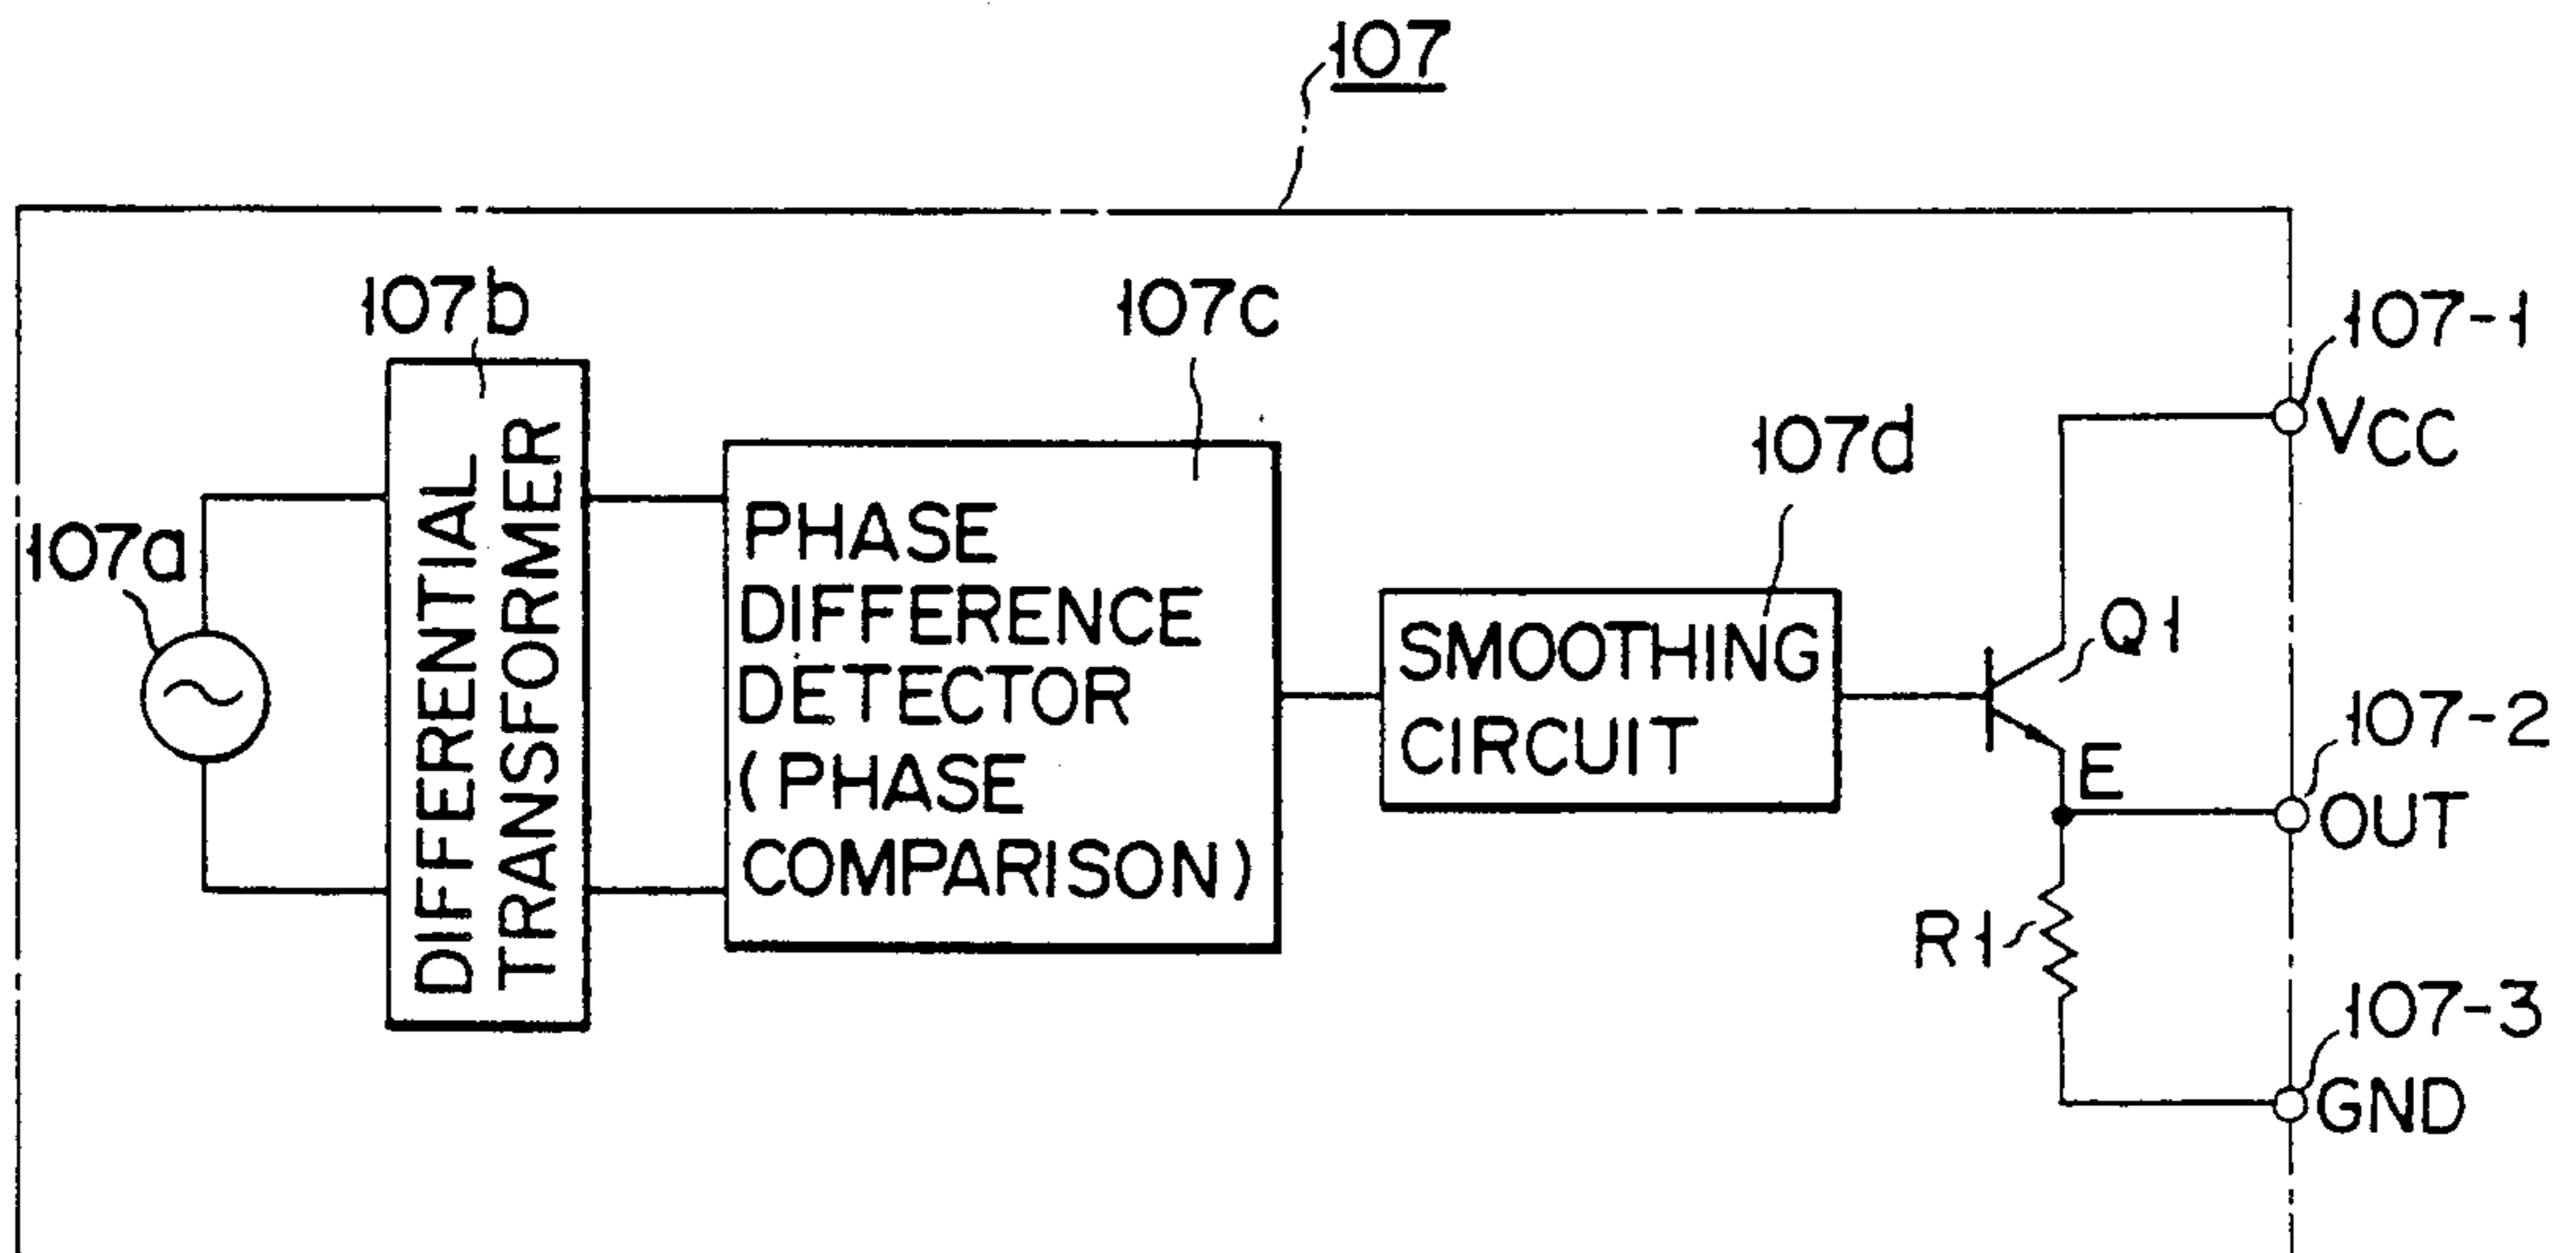 107
107b
107c
107-1
VCC
107d
107a
DIFFERENTIAL
TRANSFORMER
PHASE
DIFFERENCE
DETECTOR
(PHASE
COMPARISON)
SMOOTHING
CIRCUIT
Q1
107-2
E
OUT
R1
107-3
GND